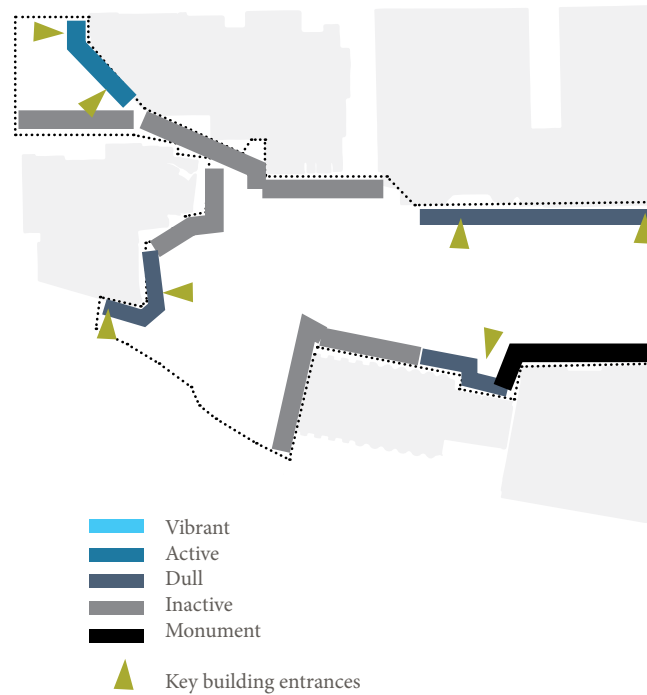 Vibrant
Active
Dull
Inactive
Monument
Key building entrances